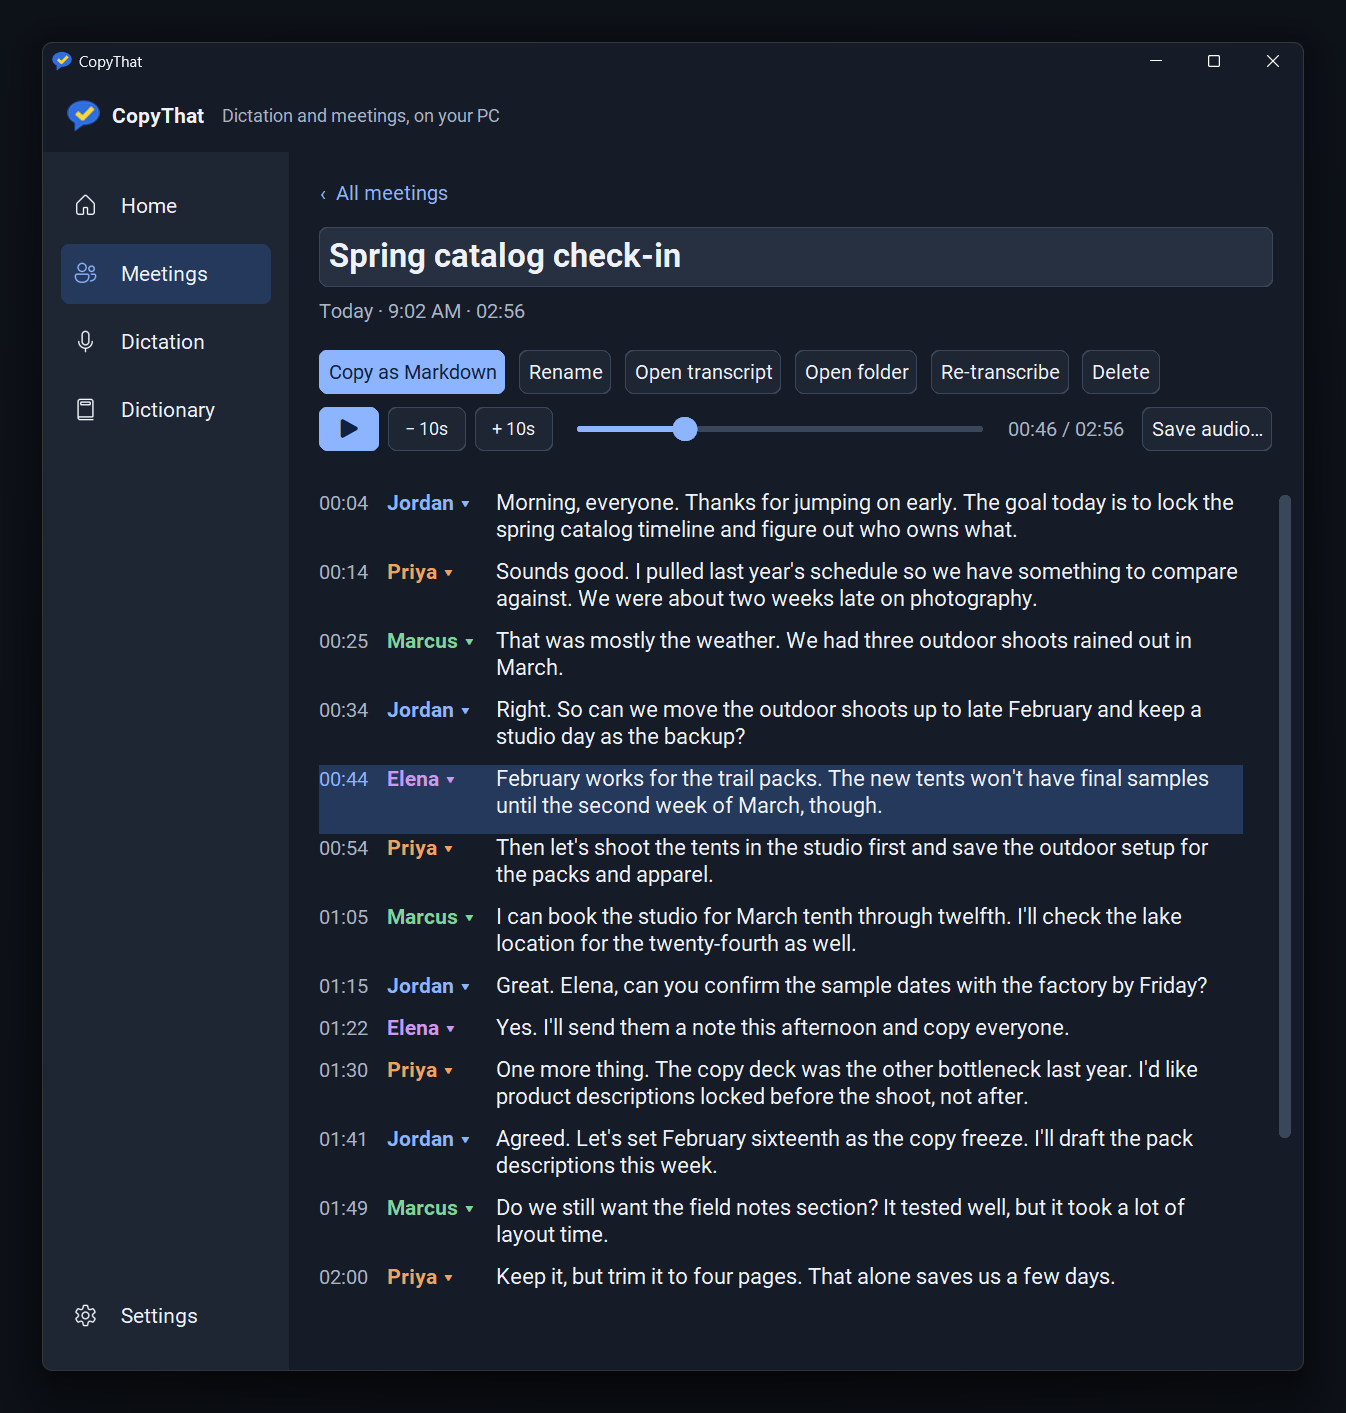 CopyThat
CopyThat Dictation and meetings, on your PC
Home
Meetings
Dictation
Dictionary
Settings
‹ All meetings
Spring catalog check-in
Today · 9:02 AM · 02:56
Copy as Markdown Rename Open transcript Open folder Re-transcribe Delete
− 10s + 10s 00:46 / 02:56 Save audio...
00:04 Jordan Morning, everyone. Thanks for jumping on early. The goal today is to lock the
spring catalog timeline and figure out who owns what.
00:14 Priya Sounds good. I pulled last year's schedule so we have something to compare
against. We were about two weeks late on photography.
00:25 Marcus That was mostly the weather. We had three outdoor shoots rained out in
March.
00:34 Jordan Right. So can we move the outdoor shoots up to late February and keep a
studio day as the backup?
00:44 Elena February works for the trail packs. The new tents won't have final samples
until the second week of March, though.
00:54 Priya Then let's shoot the tents in the studio first and save the outdoor setup for
the packs and apparel.
01:05 Marcus I can book the studio for March tenth through twelfth. I'll check the lake
location for the twenty-fourth as well.
01:15 Jordan Great. Elena, can you confirm the sample dates with the factory by Friday?
01:22 Elena Yes. I'll send them a note this afternoon and copy everyone.
01:30 Priya One more thing. The copy deck was the other bottleneck last year. I'd like
product descriptions locked before the shoot, not after.
01:41 Jordan Agreed. Let's set February sixteenth as the copy freeze. I'll draft the pack
descriptions this week.
01:49 Marcus Do we still want the field notes section? It tested well, but it took a lot of
layout time.
02:00 Priya Keep it, but trim it to four pages. That alone saves us a few days.